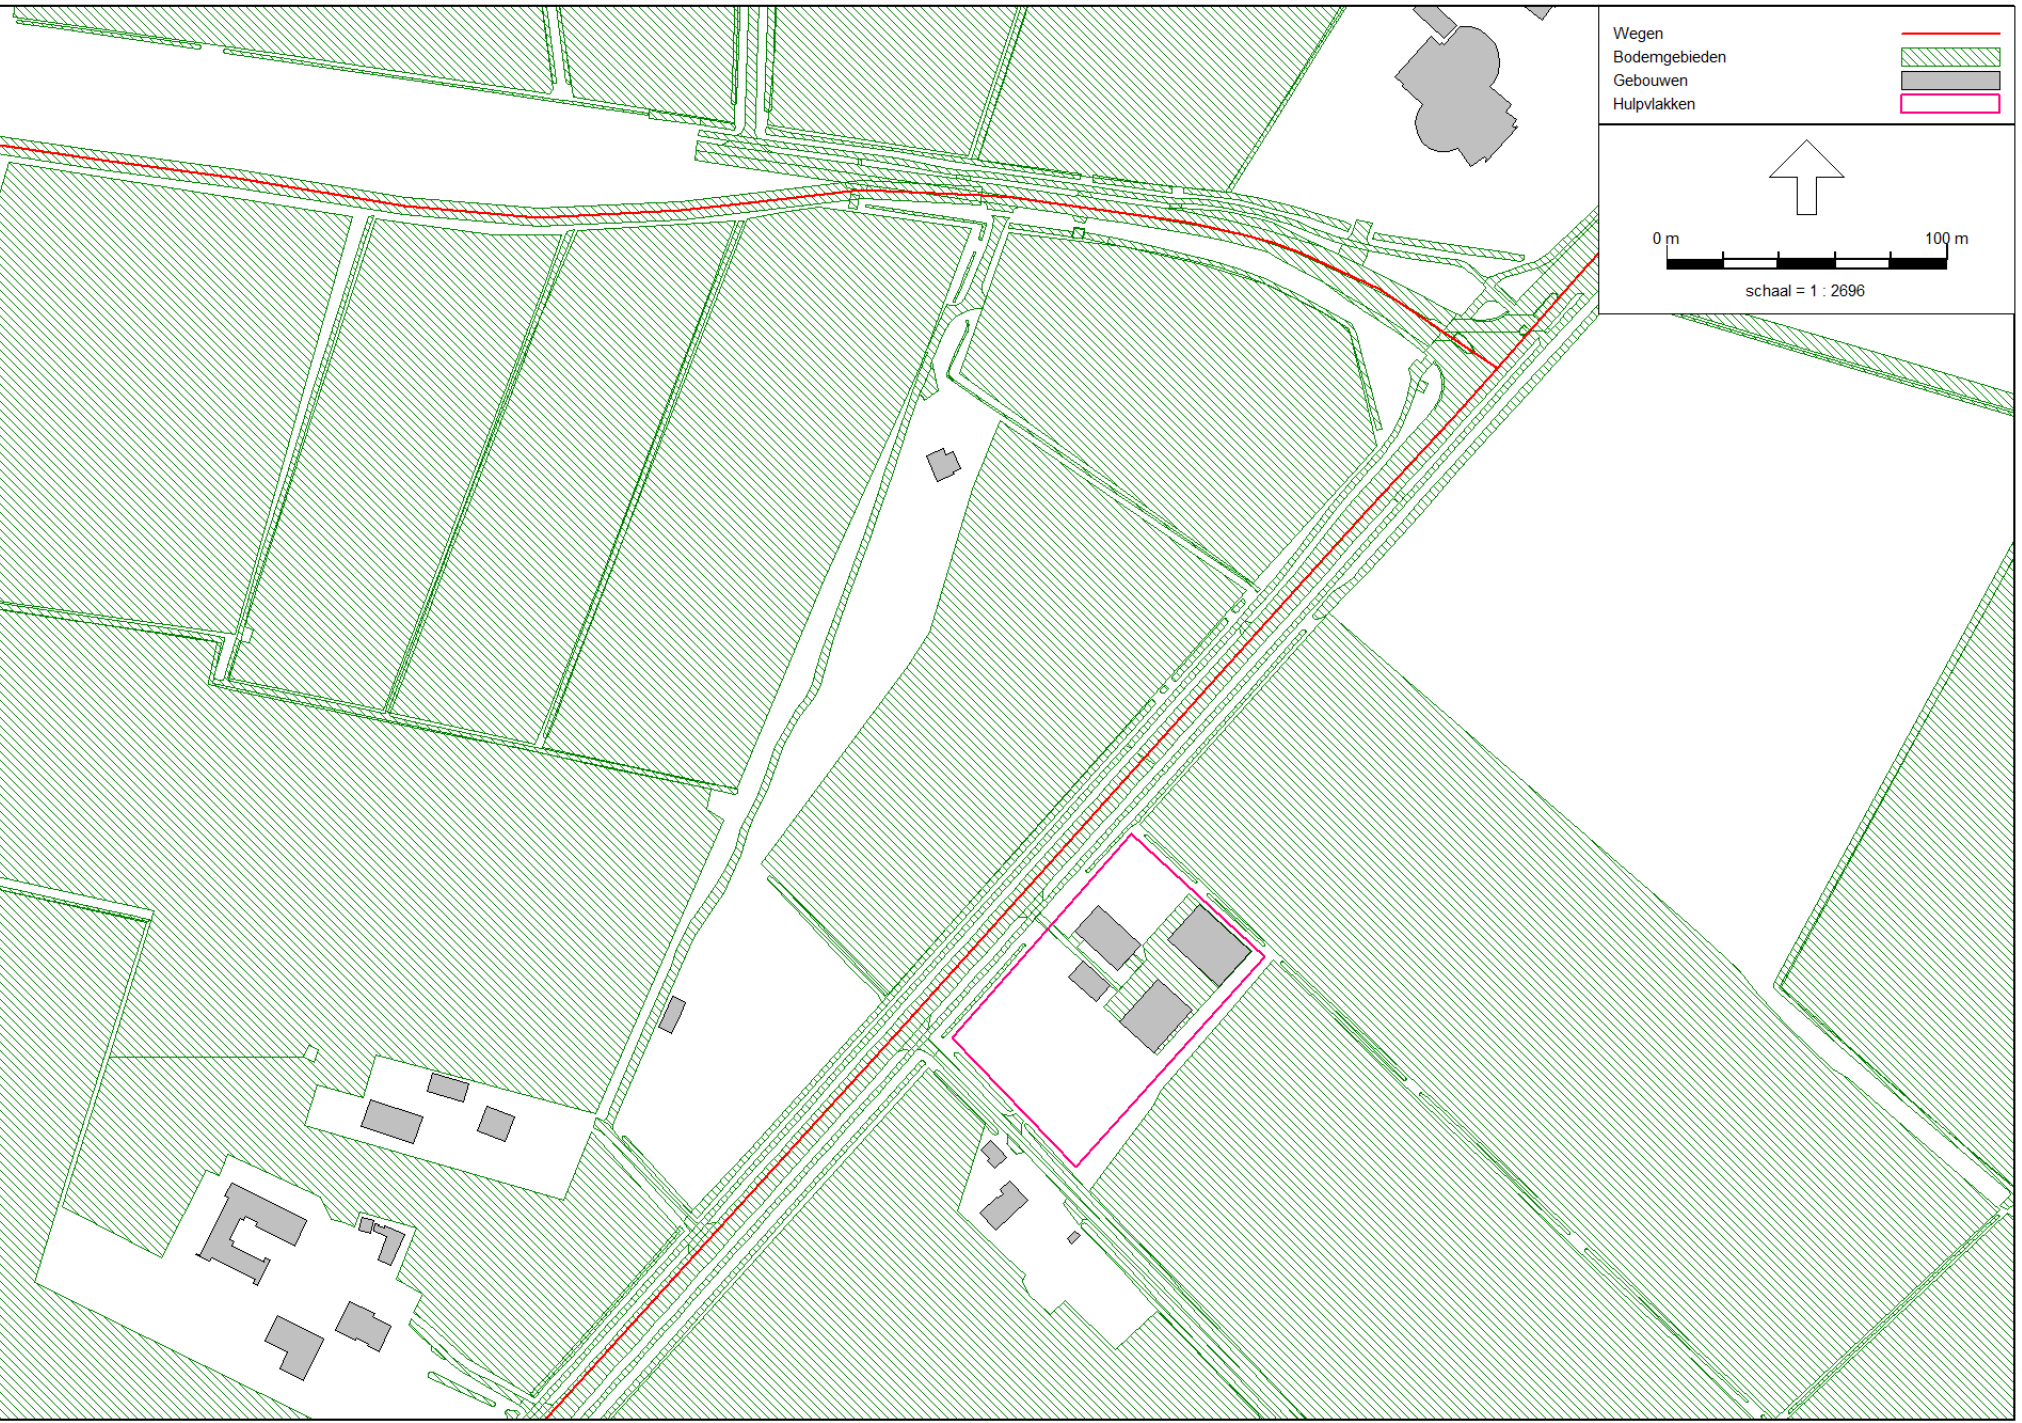 Wegen
Bodemgebieden
Gebouwen
Hulpvlakken
0 m 100 m
schaal = 1 : 2696